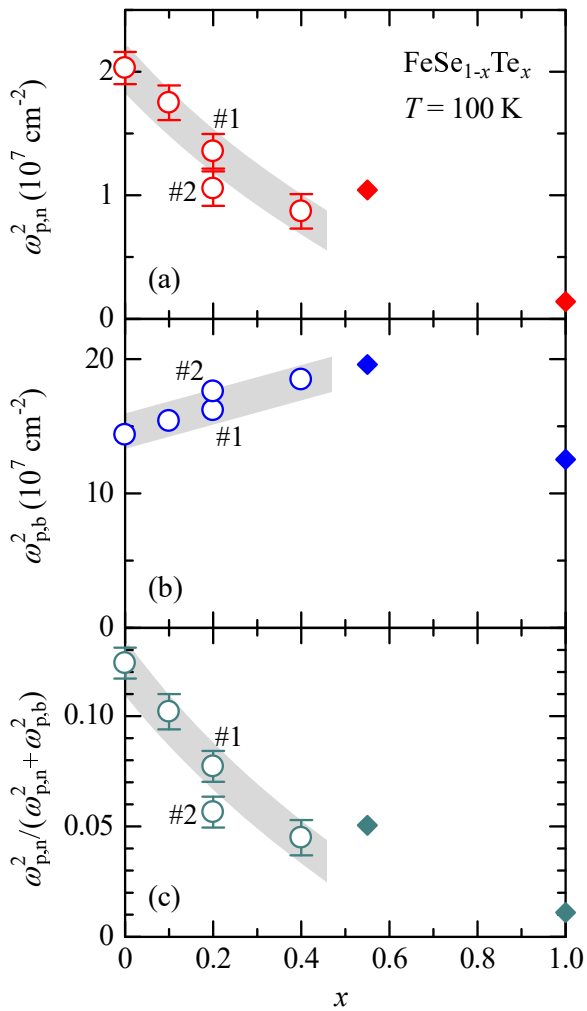 FeSe₁₋ₓTeₓ
T = 100 K
ω²ₚ,ₙ (10⁷ cm⁻²)
2
1
0
#1
#2
(a)
ω²p,b (10⁷ cm⁻²)
20
10
0
#2
#1
(b)
ω²p,n/(ω²p,n+ω²p,b)
0.10
0.05
0
#1
#2
(c)
0 0.2 0.4 0.6 0.8 1.0
x